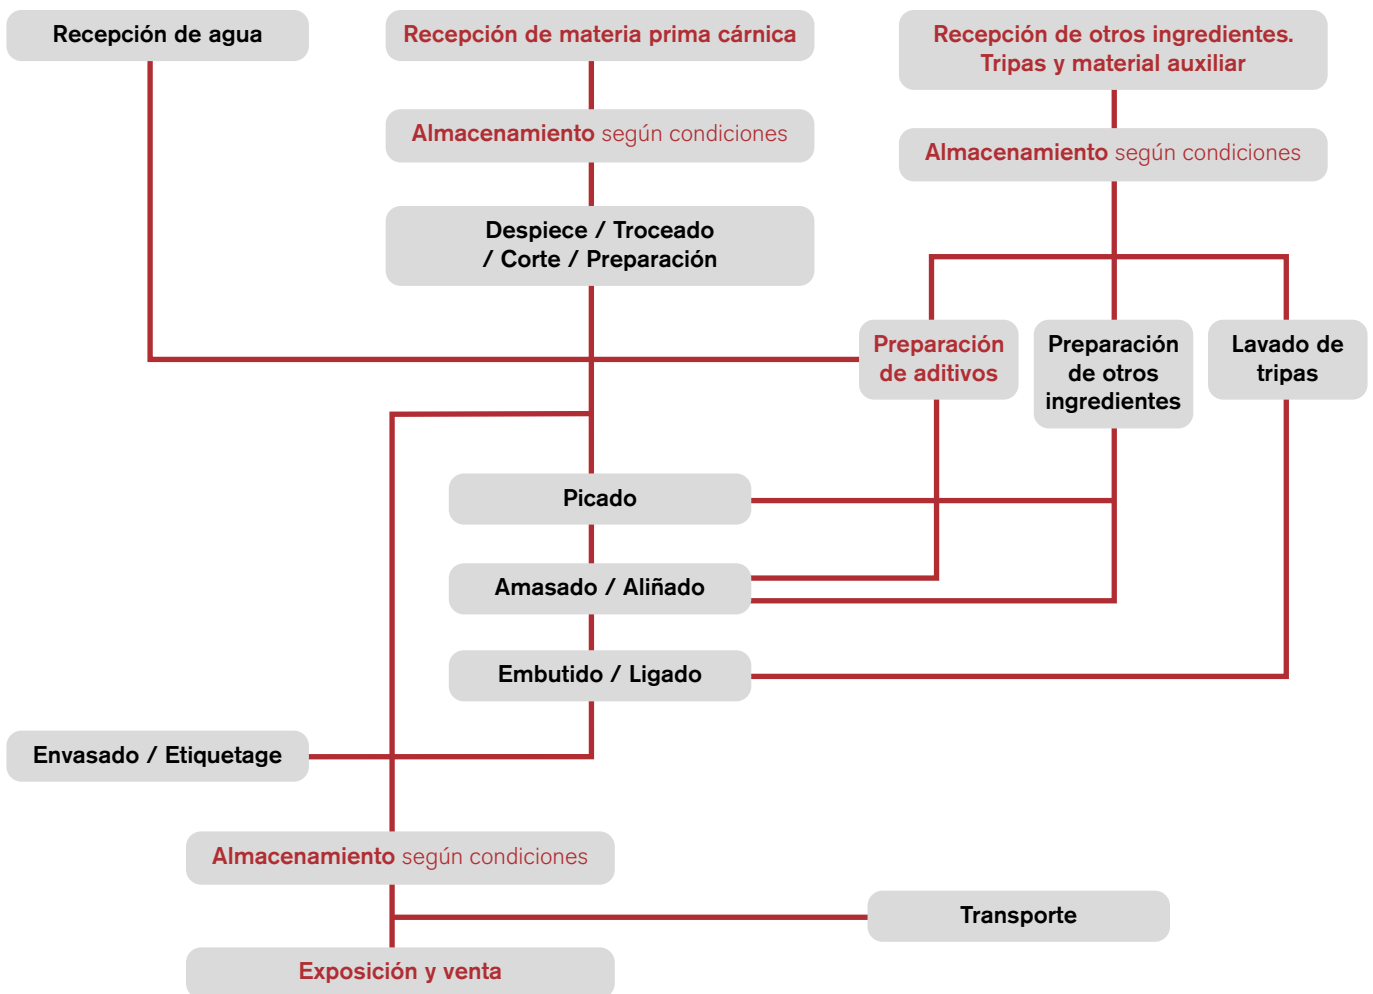 Recepción de agua
Recepción de materia prima cárnica
Recepción de otros ingredientes.
Tripas y material auxiliar
Almacenamiento según condiciones
Almacenamiento según condiciones
Despiece / Troceado
/ Corte / Preparación
Preparación
de aditivos
Preparación
de otros
ingredientes
Lavado de
tripas
Picado
Amasado / Aliñado
Embutido / Ligado
Envasado / Etiquetage
Almacenamiento según condiciones
Transporte
Exposición y venta